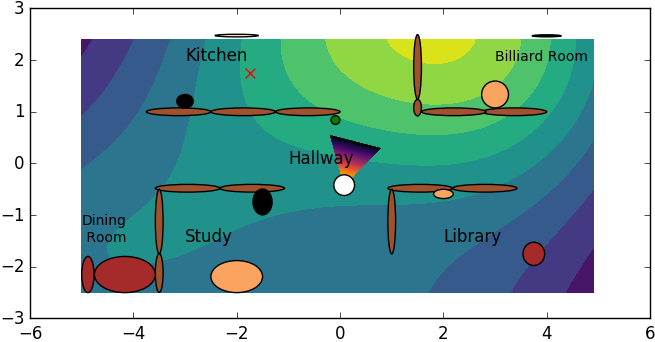 3
2
1
0
−1
−2
−3
Kitchen
Billiard Room
Hallway
Dining
Room
Study
Library
−6
−4
−2
0
2
4
6